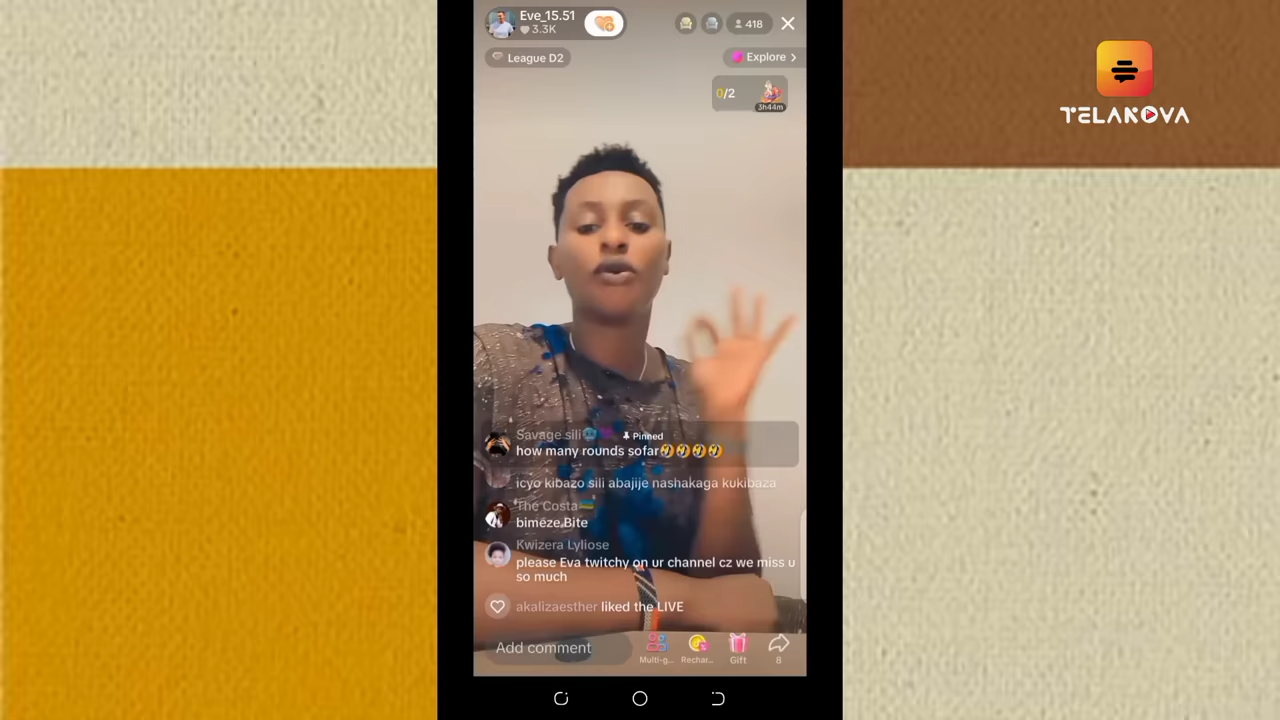 Eve_15.51
3.3K
418
League D2
Explore
0/2
3h44m
TELANOVA
Savage sili
Pinned
how many rounds sofar🤣🤣🤣🤣
icyo kibazo sili abajije nashakaga kukibaza
The Costa
bimeze.Bite
Kwizera Lyliose
please Eva twitchy on ur channel cz we miss u
so much
akalizaesther liked the LIVE
Add comment
Multi-g...
Rechar...
Gift
8